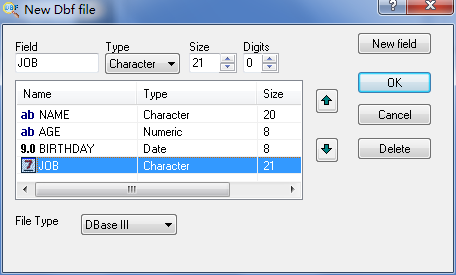 DBF New Dbf file
Field Type Size Digits
JOB Character 21 0
New field
Name Type Size
OK
ab NAME Character 20
ab AGE Numeric 8
Cancel
9.0 BIRTHDAY Date 8
Delete
7 JOB Character 21
File Type DBase III